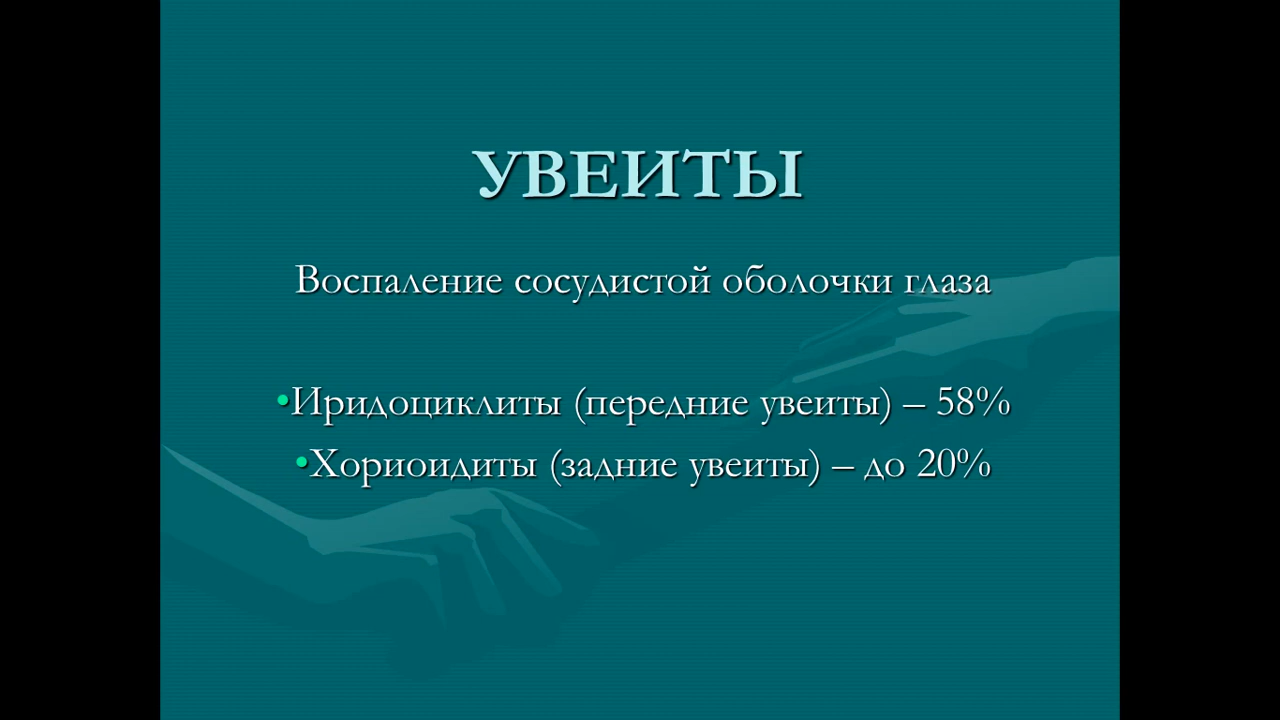 УВЕИТЫ
Воспаление сосудистой оболочки глаза
•Иридоциклиты (передние увеиты) – 58%
•Хориоидиты (задние увеиты) – до 20%